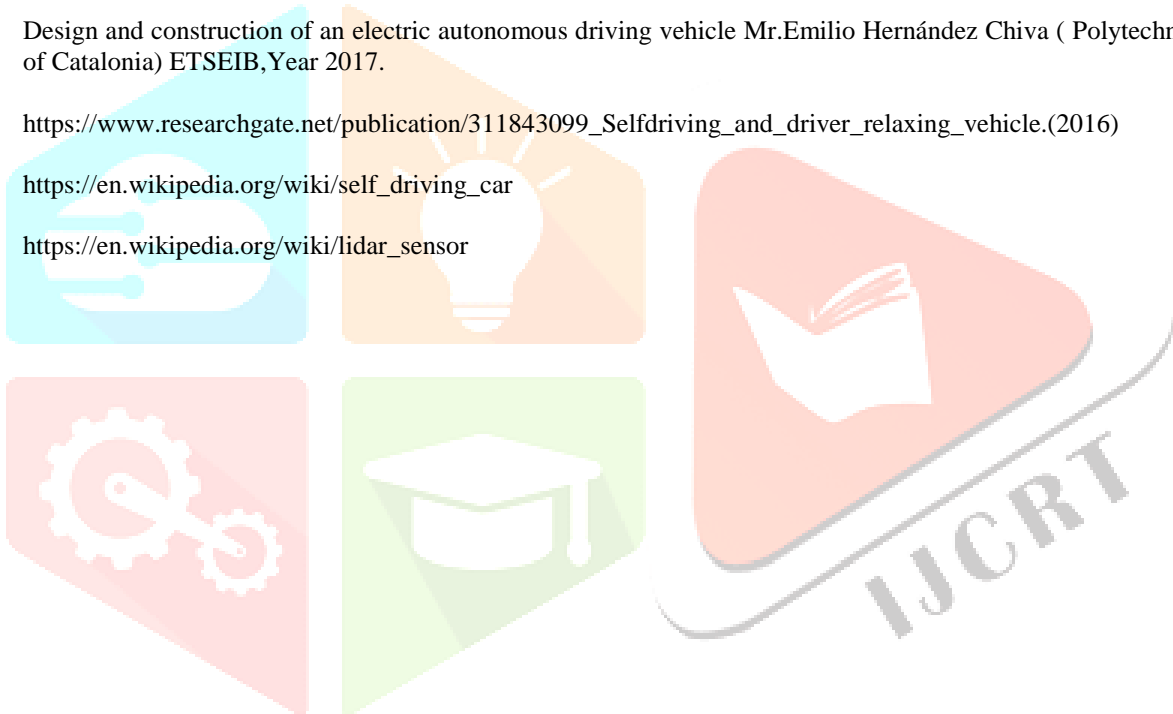 Design and construction of an electric autonomous driving vehicle Mr.Emilio Hernández Chiva ( 
of Catalonia) ETSEIB,Year 2017.
https://www.researchgate.net/publication/311843099_Selfdriving_and_driver_relaxing_vehicle.(2016)
https://en.wikipedia.org/wiki/self_driving_car
https://en.wikipedia.org/wiki/lidar_sensor
IJCRT